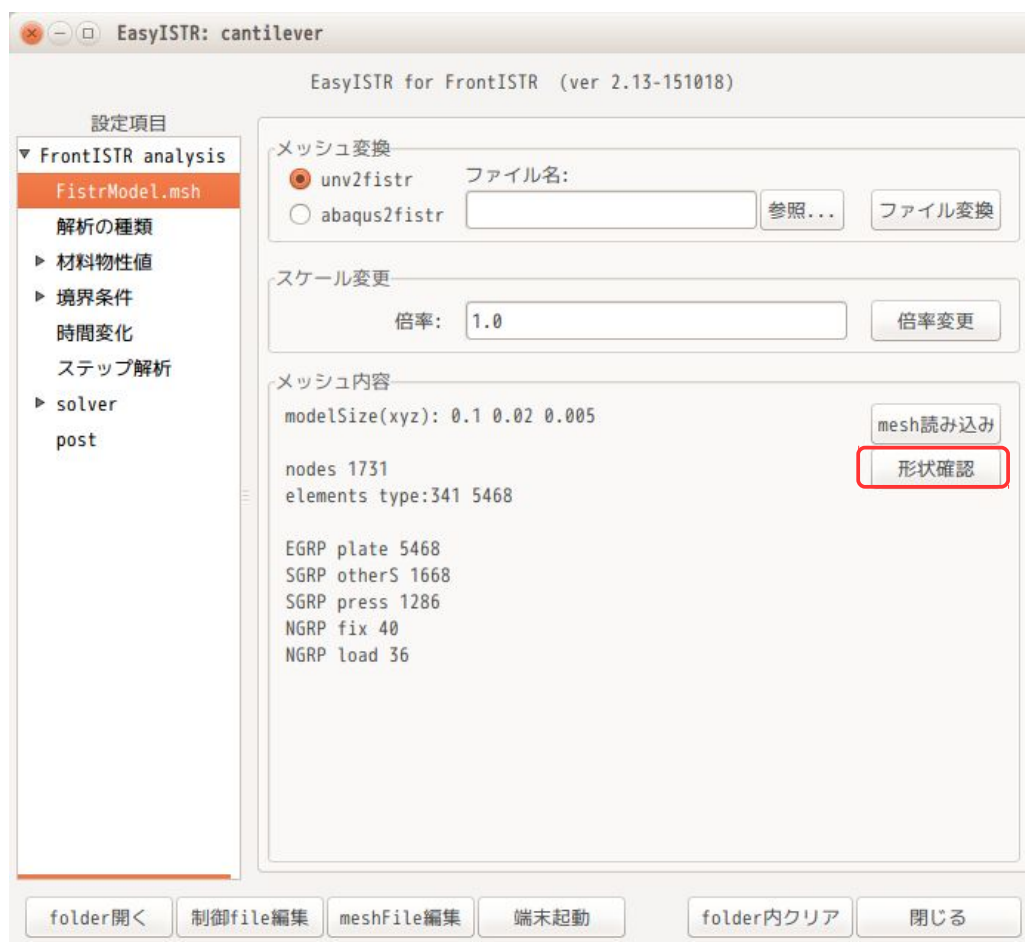 EasyISTR: cantilever
EasyISTR for FrontISTR (ver 2.13-151018)
設定項目
FrontISTR analysis
FistrModel.msh
解析の種類
材料物性値
境界条件
時間変化
ステップ解析
solver
post
メッシュ変換
unv2fistr
abaqus2fistr
ファイル名:
参照...
ファイル変換
スケール変更
倍率:
1.0
倍率変更
メッシュ内容
modelSize(xyz): 0.1 0.02 0.005
nodes 1731
elements type:341 5468
EGRP plate 5468
SGRP otherS 1668
SGRP press 1286
NGRP fix 40
NGRP load 36
mesh読み込み
形状確認
folder開く
制御file編集
meshFile編集
端末起動
folder内クリア
閉じる